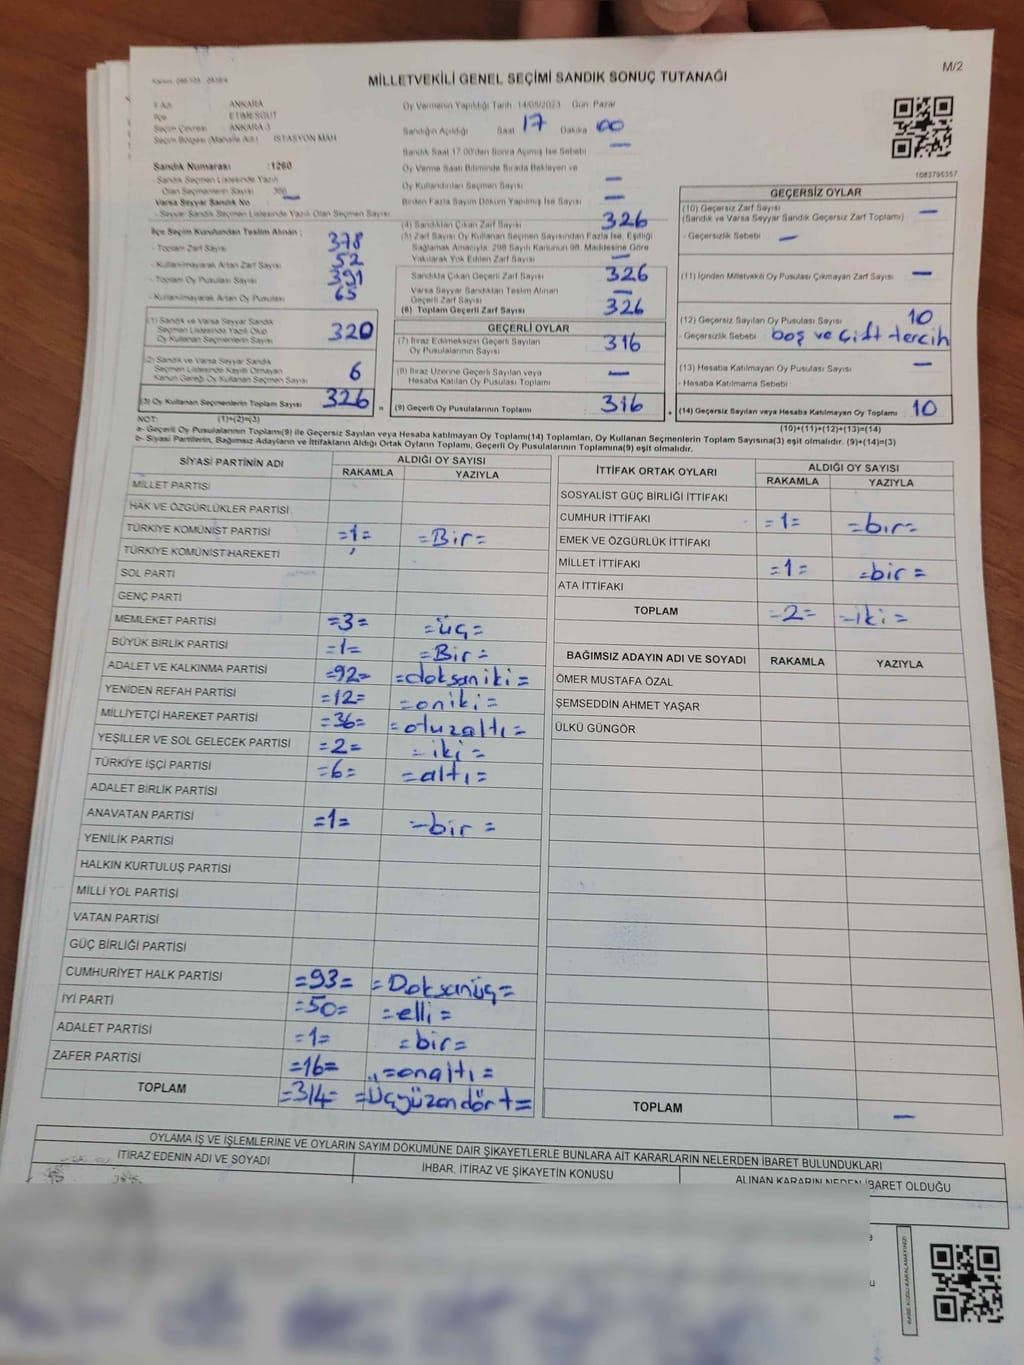 M/2
MİLLETVEKİLİ GENEL SEÇİMİ SANDIK SONUÇ TUTANAĞI
İl Adı ANKARA
İlçe ETİMESGUT
Seçim Çevresi ANKARA-3
Seçim Bölgesi (Mahalle Adı) İSTASYON MAH
Sandık Numarası :1260
- Sandık Seçmen Listesinde Yazılı
Olan Seçmenlerin Sayısı
Varsa Seyyar Sandık No —
- Seyyar Sandık Seçmen Listesinde Yazılı Olan Seçmen Sayısı
İlçe Seçim Kurulundan Teslim Alınan ;
- Toplam Zarf Sayısı 378
- Kullanılmayarak Artan Zarf Sayısı 52
- Toplam Oy Pusulası Sayısı 391
- Kullanılmayarak Artan Oy Pusulası 65
(1) Sandık ve Varsa Seyyar Sandık
Seçmen Listesinde Yazılı Olup
Oy Kullanan Seçmenlerin Sayısı 320
(2) Sandık ve Varsa Seyyar Sandık
Seçmen Listesinde Kayıtlı Olmayan
Kanun Gereği Oy Kullanan Seçmen Sayısı 6
(3) Oy Kullanan Seçmenlerin Toplam Sayısı 326 =
Oy Vermenin Yapıldığı Tarih 14/05/2023 Gün Pazar
Sandığın Açıldığı Saat 17 Dakika 00
Sandık Saat 17.00'den Sonra Açılmış İse Sebebi —
Oy Verme Saati Bitiminde Sırada Bekleyen ve
Oy Kullandırılan Seçmen Sayısı —
Birden Fazla Sayım Döküm Yapılmış İse Sayısı —
(4) Sandıktan Çıkan Zarf Sayısı 326
(5) Zarf Sayısı Oy Kullanan Seçmen Sayısından Fazla İse, Eşitliği
Sağlamak Amacıyla, 298 Sayılı Kanunun 98. Maddesine Göre
Yakılarak Yok Edilen Zarf Sayısı —
Sandıkta Çıkan Geçerli Zarf Sayısı 326
Varsa Seyyar Sandıktan Teslim Alınan
Geçerli Zarf Sayısı —
(6) Toplam Geçerli Zarf Sayısı 326
GEÇERLİ OYLAR
(7) İtiraz Edilmeksizin Geçerli Sayılan
Oy Pusulalarının Sayısı 316
(8) İtiraz Üzerine Geçerli Sayılan veya
Hesaba Katılan Oy Pusulası Toplamı —
(9) Geçerli Oy Pusulalarının Toplamı 316 +
1083795357
GEÇERSİZ OYLAR
(10) Geçersiz Zarf Sayısı —
(Sandık ve Varsa Seyyar Sandık Geçersiz Zarf Toplamı)
- Geçersizlik Sebebi —
(11) İçinden Milletvekili Oy Pusulası Çıkmayan Zarf Sayısı —
(12) Geçersiz Sayılan Oy Pusulası Sayısı 10
- Geçersizlik Sebebi boş ve çift tercih
(13) Hesaba Katılmayan Oy Pusulası Sayısı —
- Hesaba Katılmama Sebebi
(14) Geçersiz Sayılan veya Hesaba Katılmayan Oy Toplamı 10
NOT: (1)+(2)=(3) (10)+(11)+(12)+(13)=(14)
a- Geçerli Oy Pusulalarının Toplamı(9) ile Geçersiz Sayılan veya Hesaba katılmayan Oy Toplamı(14) Toplamları, Oy Kullanan Seçmenlerin Toplam Sayısına(3) eşit olmalıdır. (9)+(14)=(3)
b- Siyasi Partilerin, Bağımsız Adayların ve İttifakların Aldığı Ortak Oyların Toplamı, Geçerli Oy Pusulalarının Toplamına(9) eşit olmalıdır.
SİYASİ PARTİNİN ADI ALDIĞI OY SAYISI
RAKAMLA YAZIYLA
MİLLET PARTİSİ
HAK VE ÖZGÜRLÜKLER PARTİSİ
TÜRKİYE KOMÜNİST PARTİSİ =1= =Bir=
TÜRKİYE KOMÜNİST HAREKETİ
SOL PARTİ
GENÇ PARTİ
MEMLEKET PARTİSİ =3= =üç=
BÜYÜK BİRLİK PARTİSİ =1= =Bir=
ADALET VE KALKINMA PARTİSİ =92= =doksaniki=
YENİDEN REFAH PARTİSİ =12= =oniki=
MİLLİYETÇİ HAREKET PARTİSİ =36= =otuzaltı=
YEŞİLLER VE SOL GELECEK PARTİSİ =2= =iki=
TÜRKİYE İŞÇİ PARTİSİ =6= =altı=
ADALET BİRLİK PARTİSİ
ANAVATAN PARTİSİ =1= =bir=
YENİLİK PARTİSİ
HALKIN KURTULUŞ PARTİSİ
MİLLİ YOL PARTİSİ
VATAN PARTİSİ
GÜÇ BİRLİĞİ PARTİSİ
CUMHURİYET HALK PARTİSİ =93= =Doksanüç=
İYİ PARTİ =50= =elli=
ADALET PARTİSİ =1= =bir=
ZAFER PARTİSİ =16= =onaltı=
TOPLAM =314= =Üçyüzondört=
İTTİFAK ORTAK OYLARI ALDIĞI OY SAYISI
RAKAMLA YAZIYLA
SOSYALİST GÜÇ BİRLİĞİ İTTİFAKI
CUMHUR İTTİFAKI =1= =bir=
EMEK VE ÖZGÜRLÜK İTTİFAKI
MİLLET İTTİFAKI =1= =bir=
ATA İTTİFAKI
TOPLAM =2= =iki=
BAĞIMSIZ ADAYIN ADI VE SOYADI RAKAMLA YAZIYLA
ÖMER MUSTAFA ÖZAL
ŞEMSEDDİN AHMET YAŞAR
ÜLKÜ GÜNGÖR
TOPLAM —
OYLAMA İŞ VE İŞLEMLERİNE VE OYLARIN SAYIM DÖKÜMÜNE DAİR ŞİKAYETLERLE BUNLARA AİT KARARLARIN NELERDEN İBARET BULUNDUKLARI
İTİRAZ EDENİN ADI VE SOYADI İHBAR, İTİRAZ VE ŞİKAYETİN KONUSU ALINAN KARARIN NEDEN İBARET OLDUĞU
KARE KODU KARALAMAYINIZ!